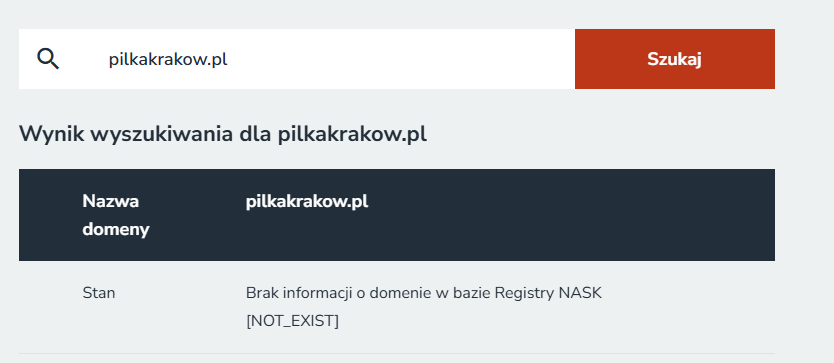 pilkakrakow.pl
Szukaj
Wynik wyszukiwania dla pilkakrakow.pl
Nazwa
domeny
pilkakrakow.pl
Stan
Brak informacji o domenie w bazie Registry NASK
[NOT_EXIST]